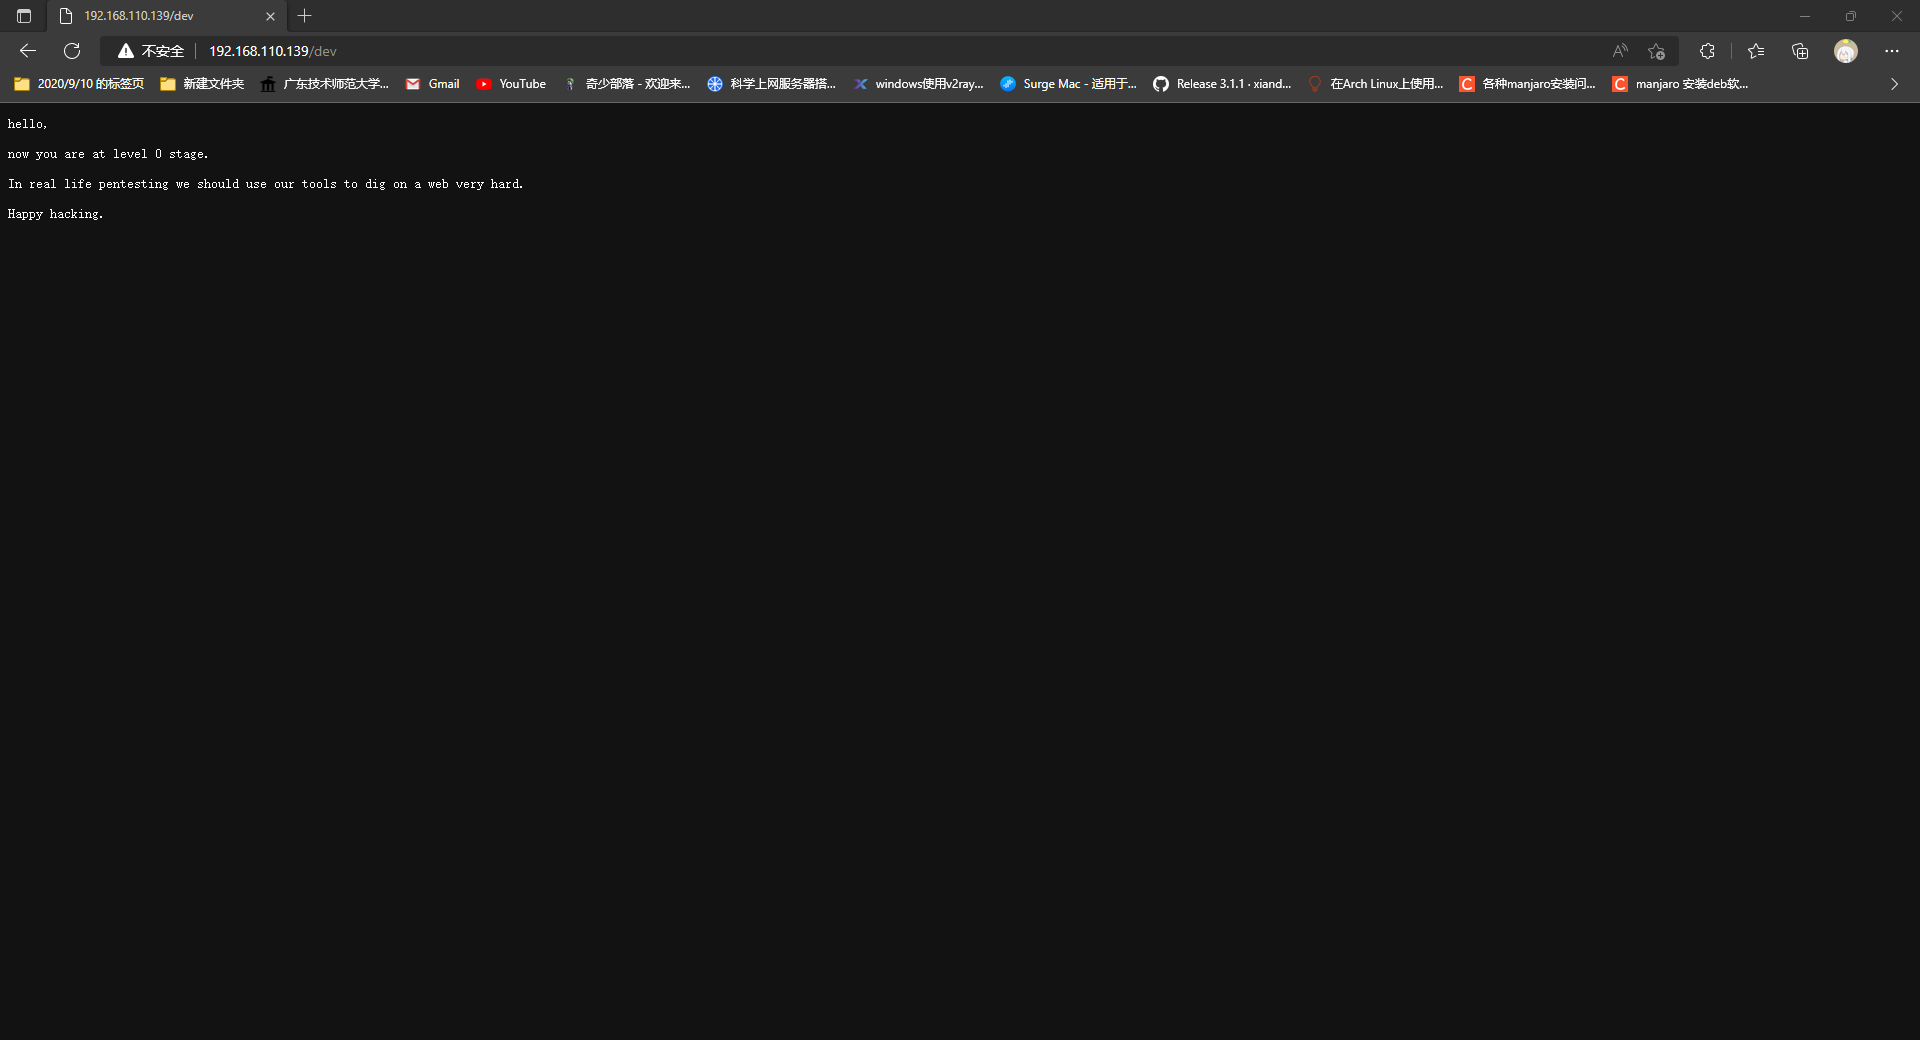 192.168.110.139/dev
不安全
192.168.110.139/dev
2020/9/10 的标签页
新建文件夹
广东技术师范大学...
Gmail
YouTube
奇少部落 - 欢迎来...
科学上网服务器搭...
windows使用v2ray...
Surge Mac - 适用于...
Release 3.1.1 · xiand...
在Arch Linux上使用...
各种manjaro安装问...
manjaro 安装deb软...
hello,
now you are at level 0 stage.
In real life pentesting we should use our tools to dig on a web very hard.
Happy hacking.